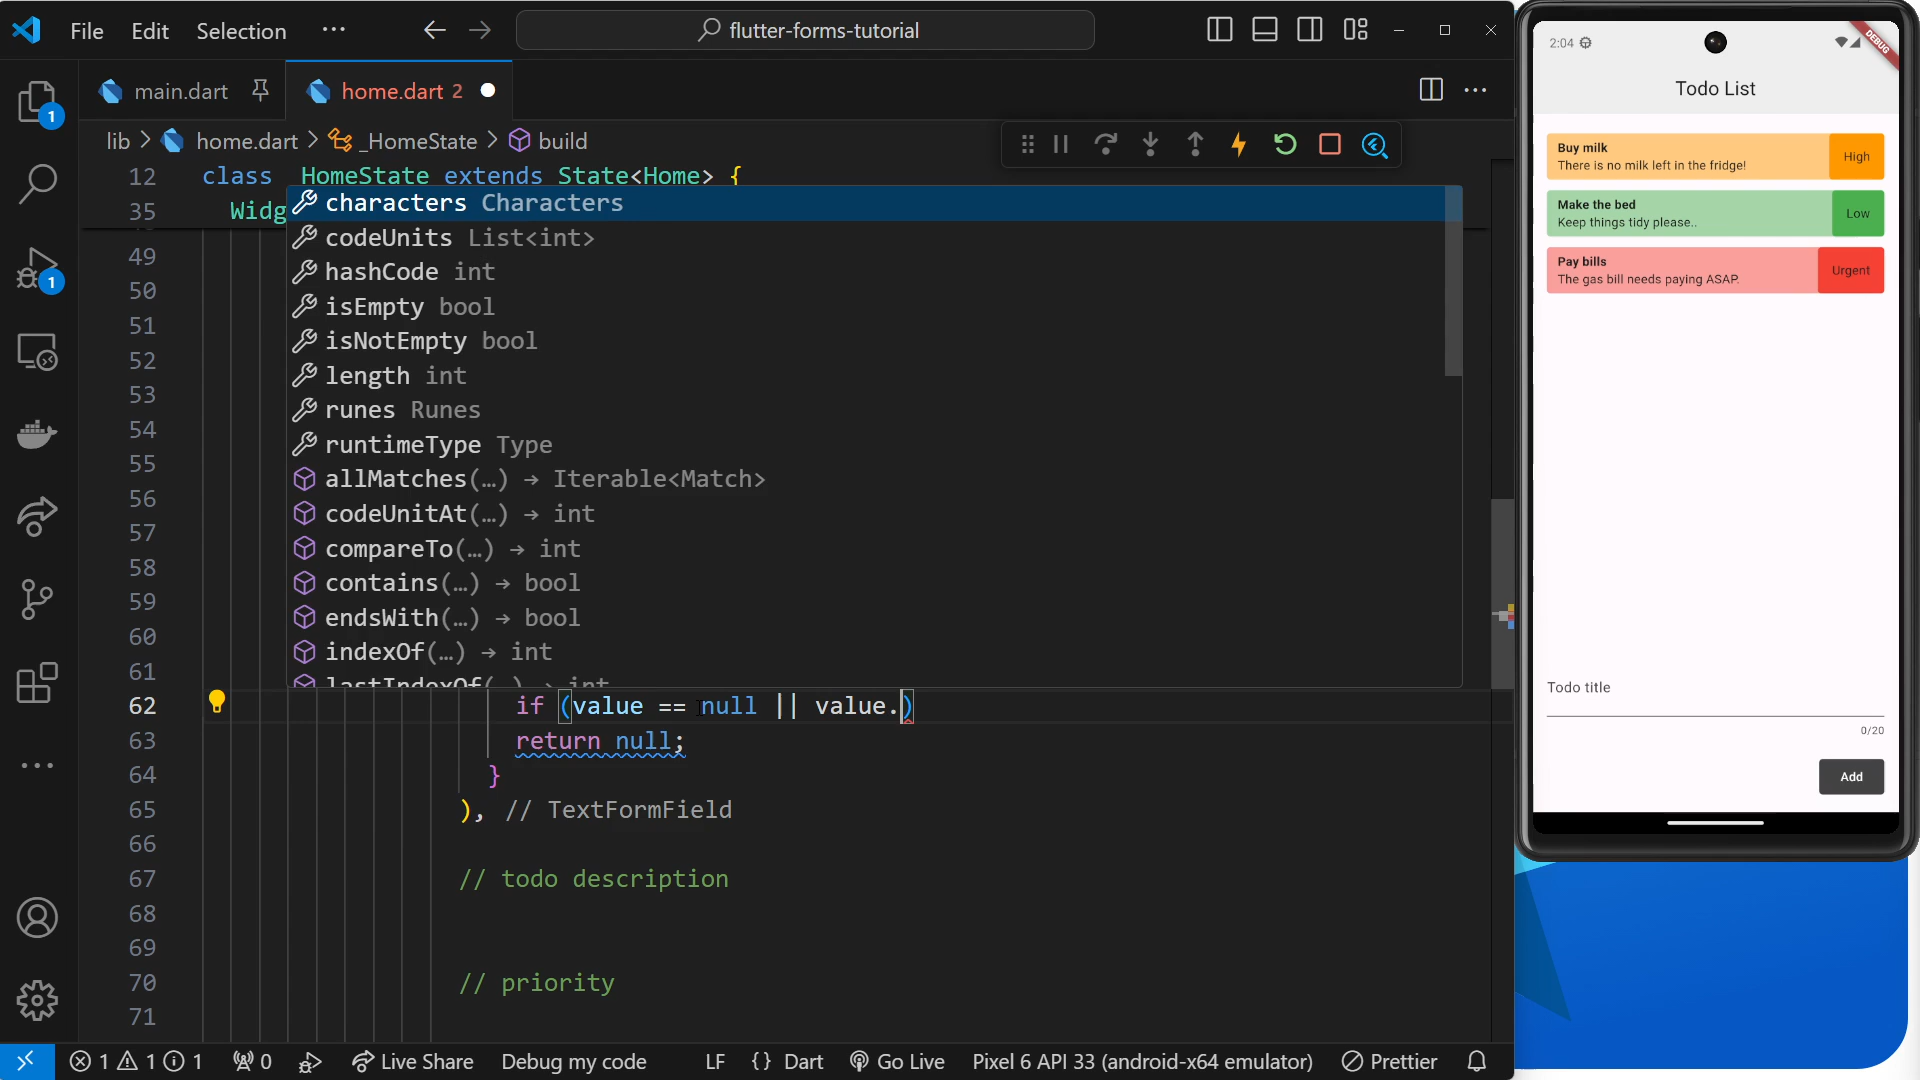 File Edit Selection ···
flutter-forms-tutorial
main.dart
home.dart 2
lib > home.dart > _HomeState > build
12 class _HomeState extends State<Home> {
35 Widg
characters Characters
49 codeUnits List<int>
50 hashCode int
51 isEmpty bool
52 isNotEmpty bool
53 length int
54 runes Runes
55 runtimeType Type
56 allMatches(…) → Iterable<Match>
57 codeUnitAt(…) → int
58 compareTo(…) → int
59 contains(…) → bool
60 endsWith(…) → bool
61 indexOf(…) → int
lastIndexOf(…) → int
62 if (value == null || value.)
63 return null;
64 }
65 ), // TextFormField
66
67 // todo description
68
69
70 // priority
71
1
1
1 1 1 0 Live Share Debug my code LF {} Dart Go Live Pixel 6 API 33 (android-x64 emulator) Prettier
2:04
DEBUG
Todo List
Buy milk
There is no milk left in the fridge!
High
Make the bed
Keep things tidy please..
Low
Pay bills
The gas bill needs paying ASAP.
Urgent
Todo title
0/20
Add